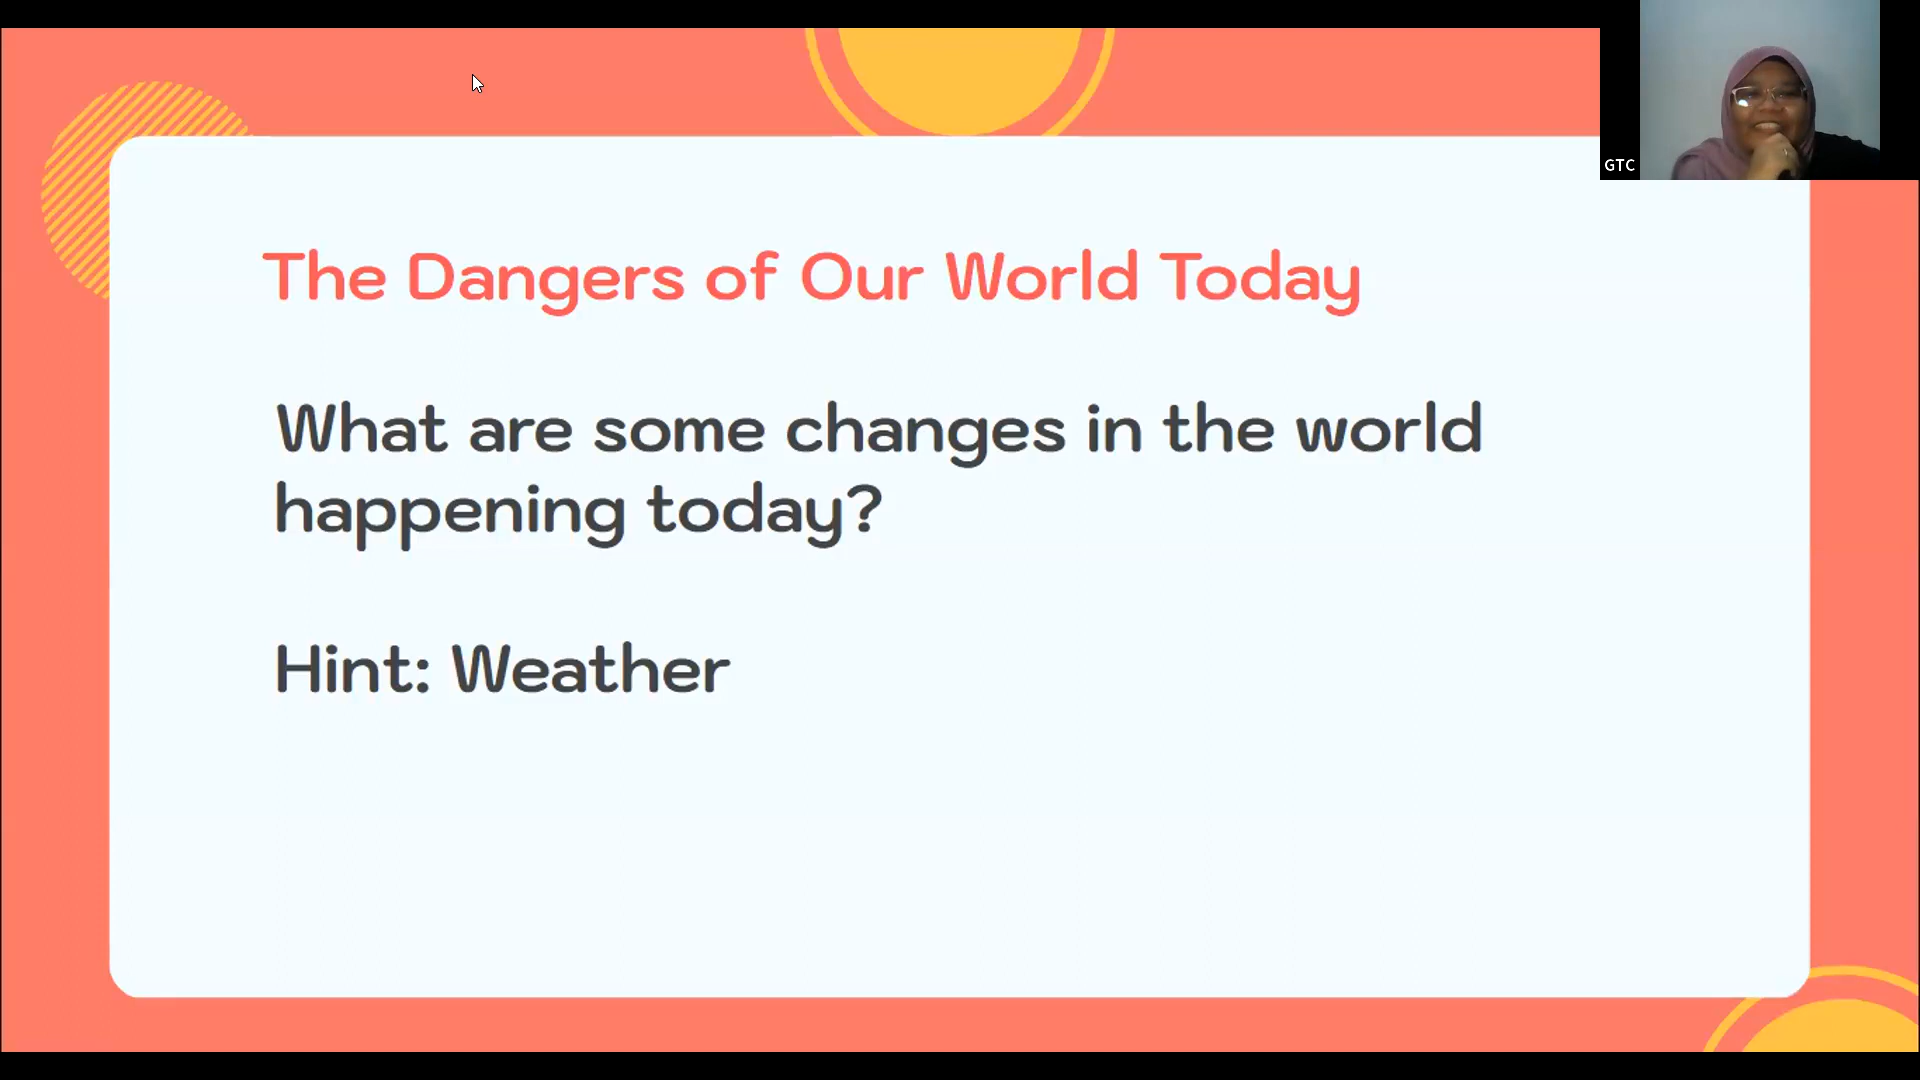 GTC
The Dangers of Our World Today
What are some changes in the world
happening today?
Hint: Weather